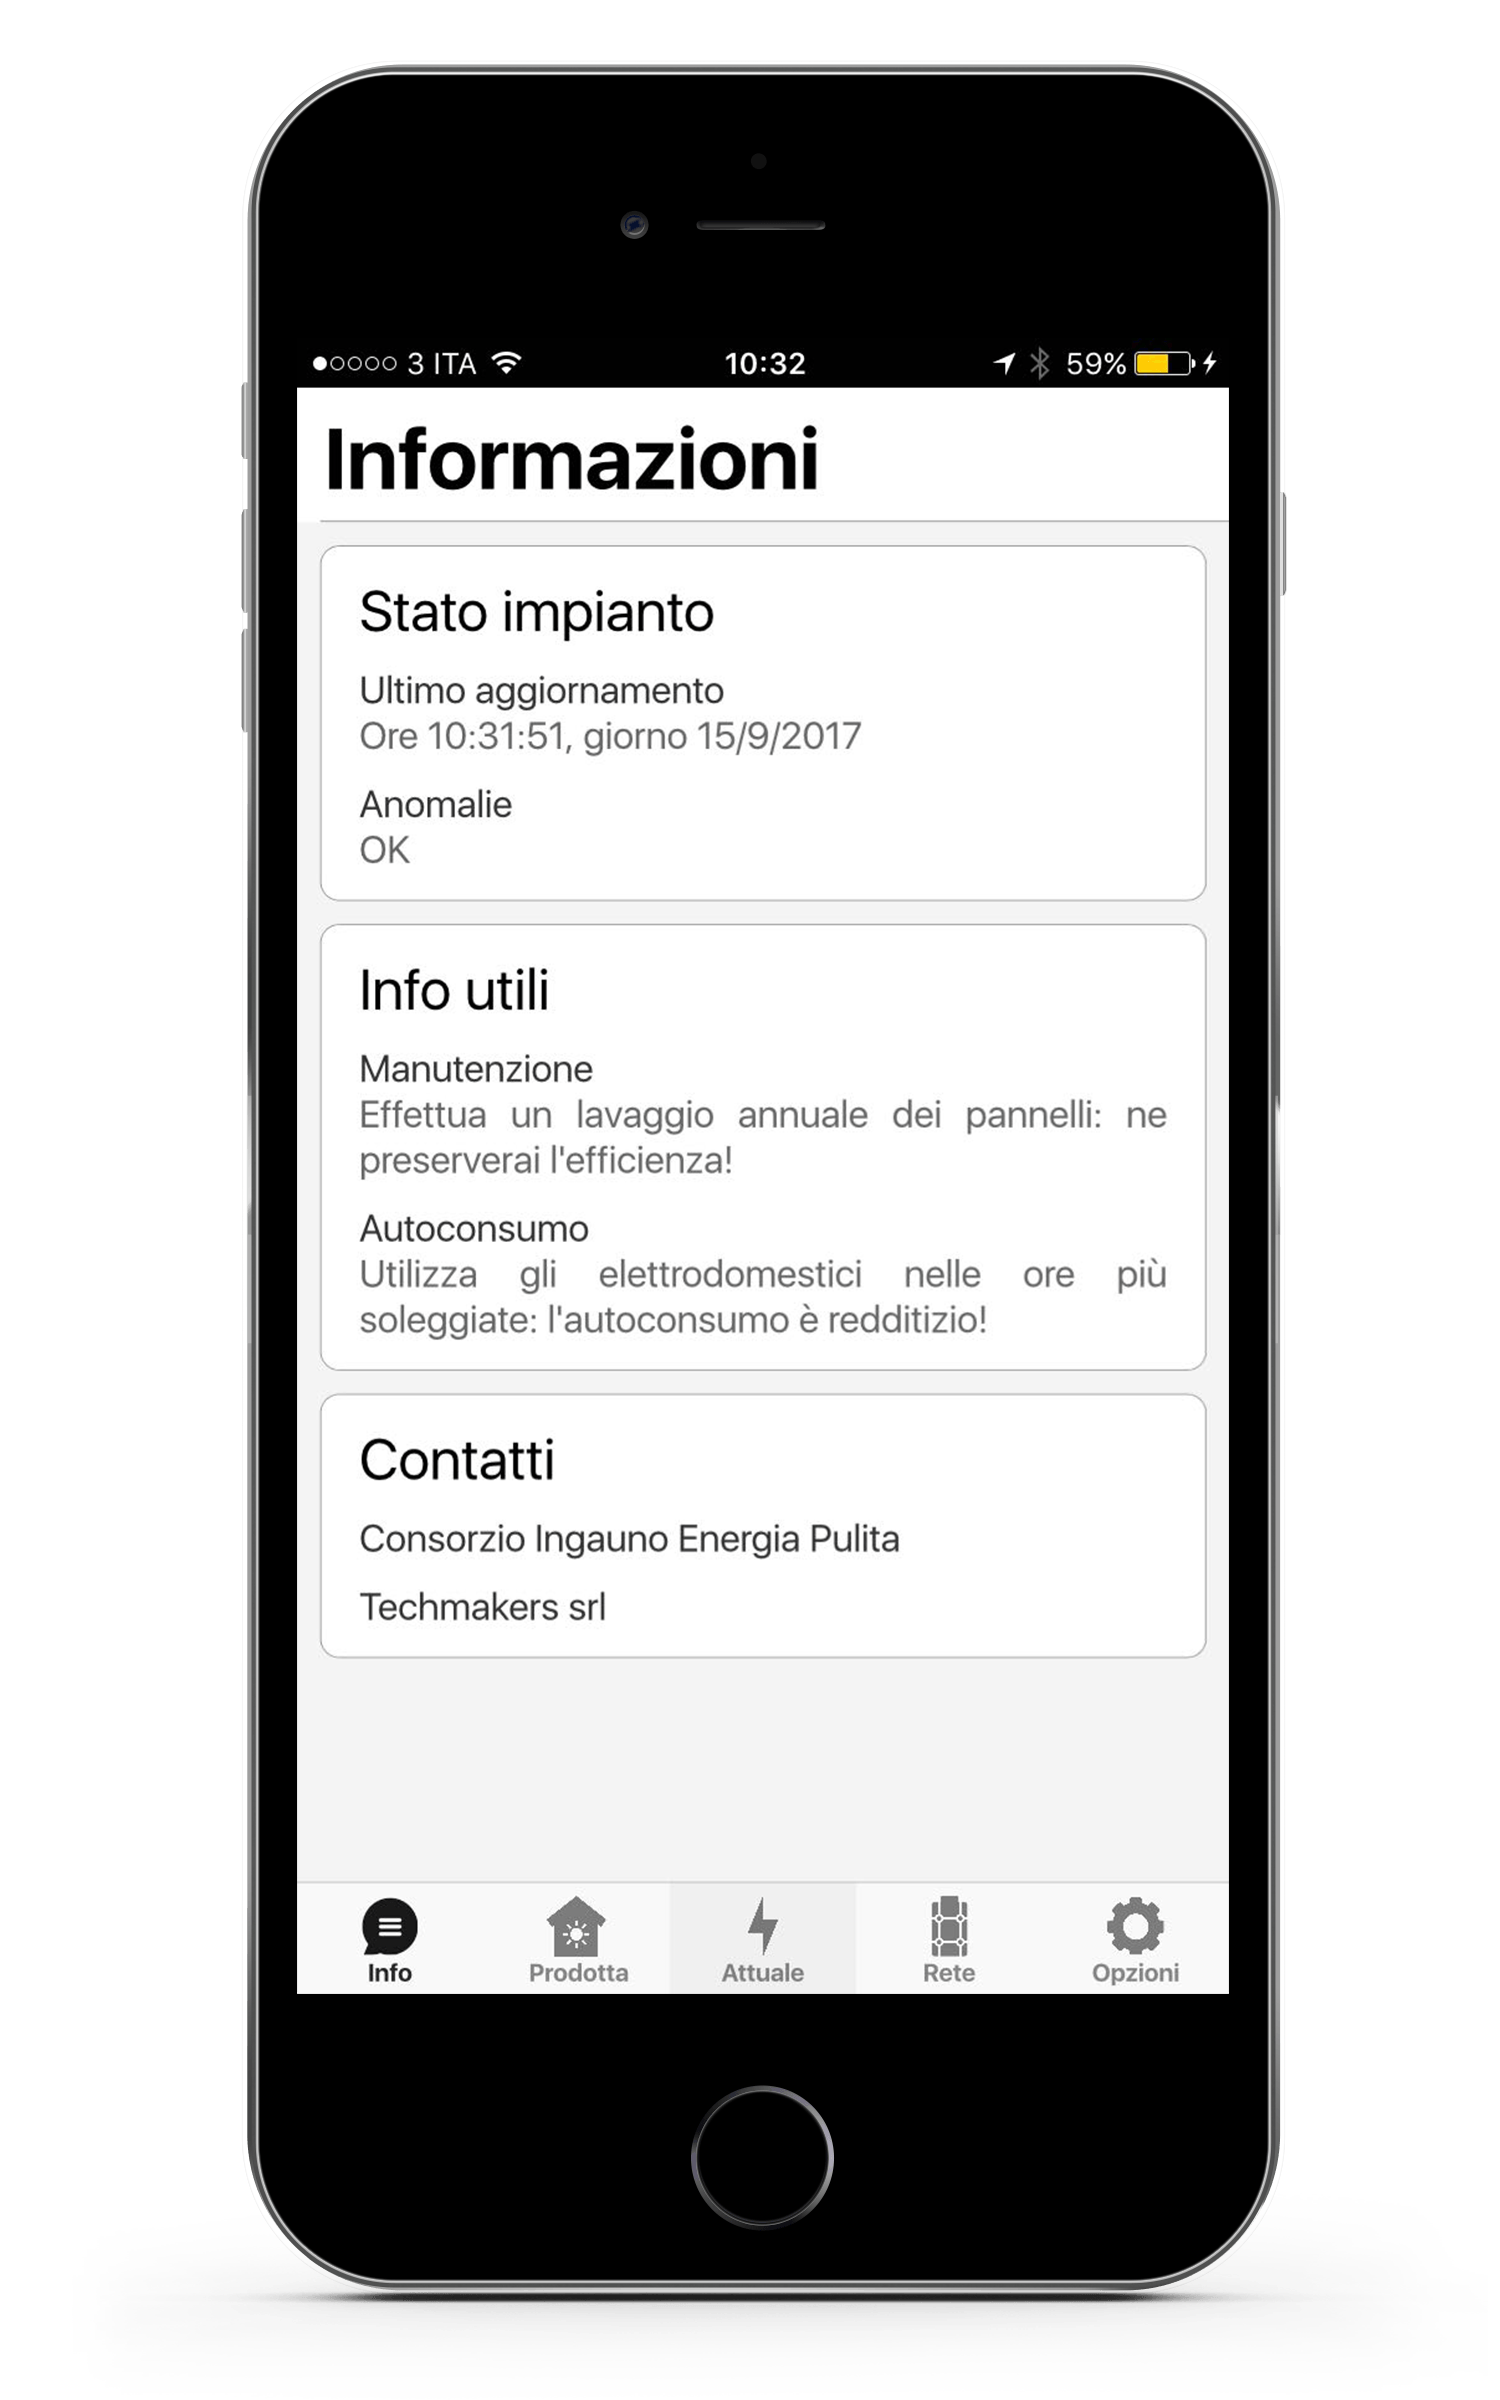 3 ITA 10:32 59%
Informazioni
Stato impianto
Ultimo aggiornamento
Ore 10:31:51, giorno 15/9/2017
Anomalie
OK
Info utili
Manutenzione
Effettua un lavaggio annuale dei pannelli: ne
preserverai l'efficienza!
Autoconsumo
Utilizza gli elettrodomestici nelle ore più
soleggiate: l'autoconsumo è redditizio!
Contatti
Consorzio Ingauno Energia Pulita
Techmakers srl
Info Prodotta Attuale Rete Opzioni